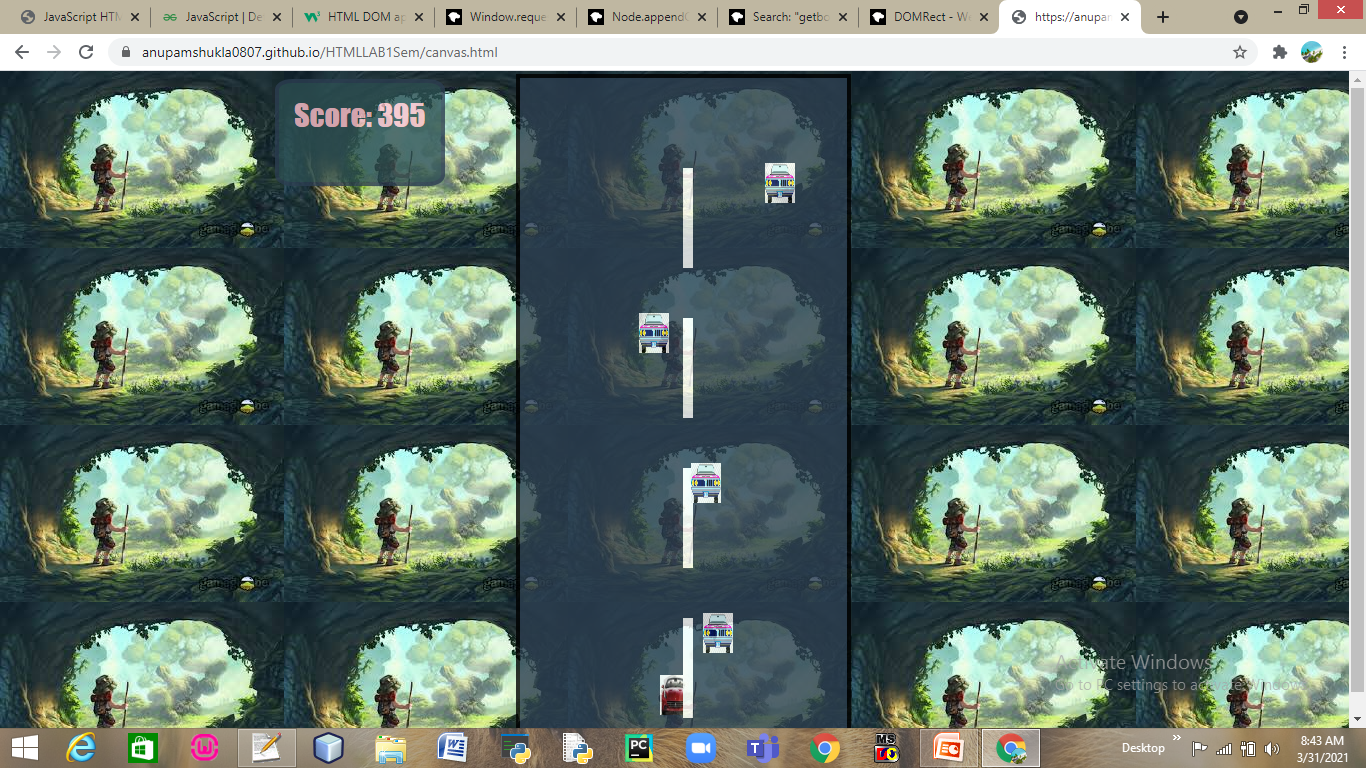 JavaScript HTM
JavaScript | De
HTML DOM ap
Window.reque
Node.append
Search: "getbo
DOMRect - W
https://anupam
anupamshukla0807.github.io/HTMLLAB1Sem/canvas.html
Score: 395
Activate Windows
Go to PC settings to activate Windows.
Desktop
8:43 AM
3/31/2021